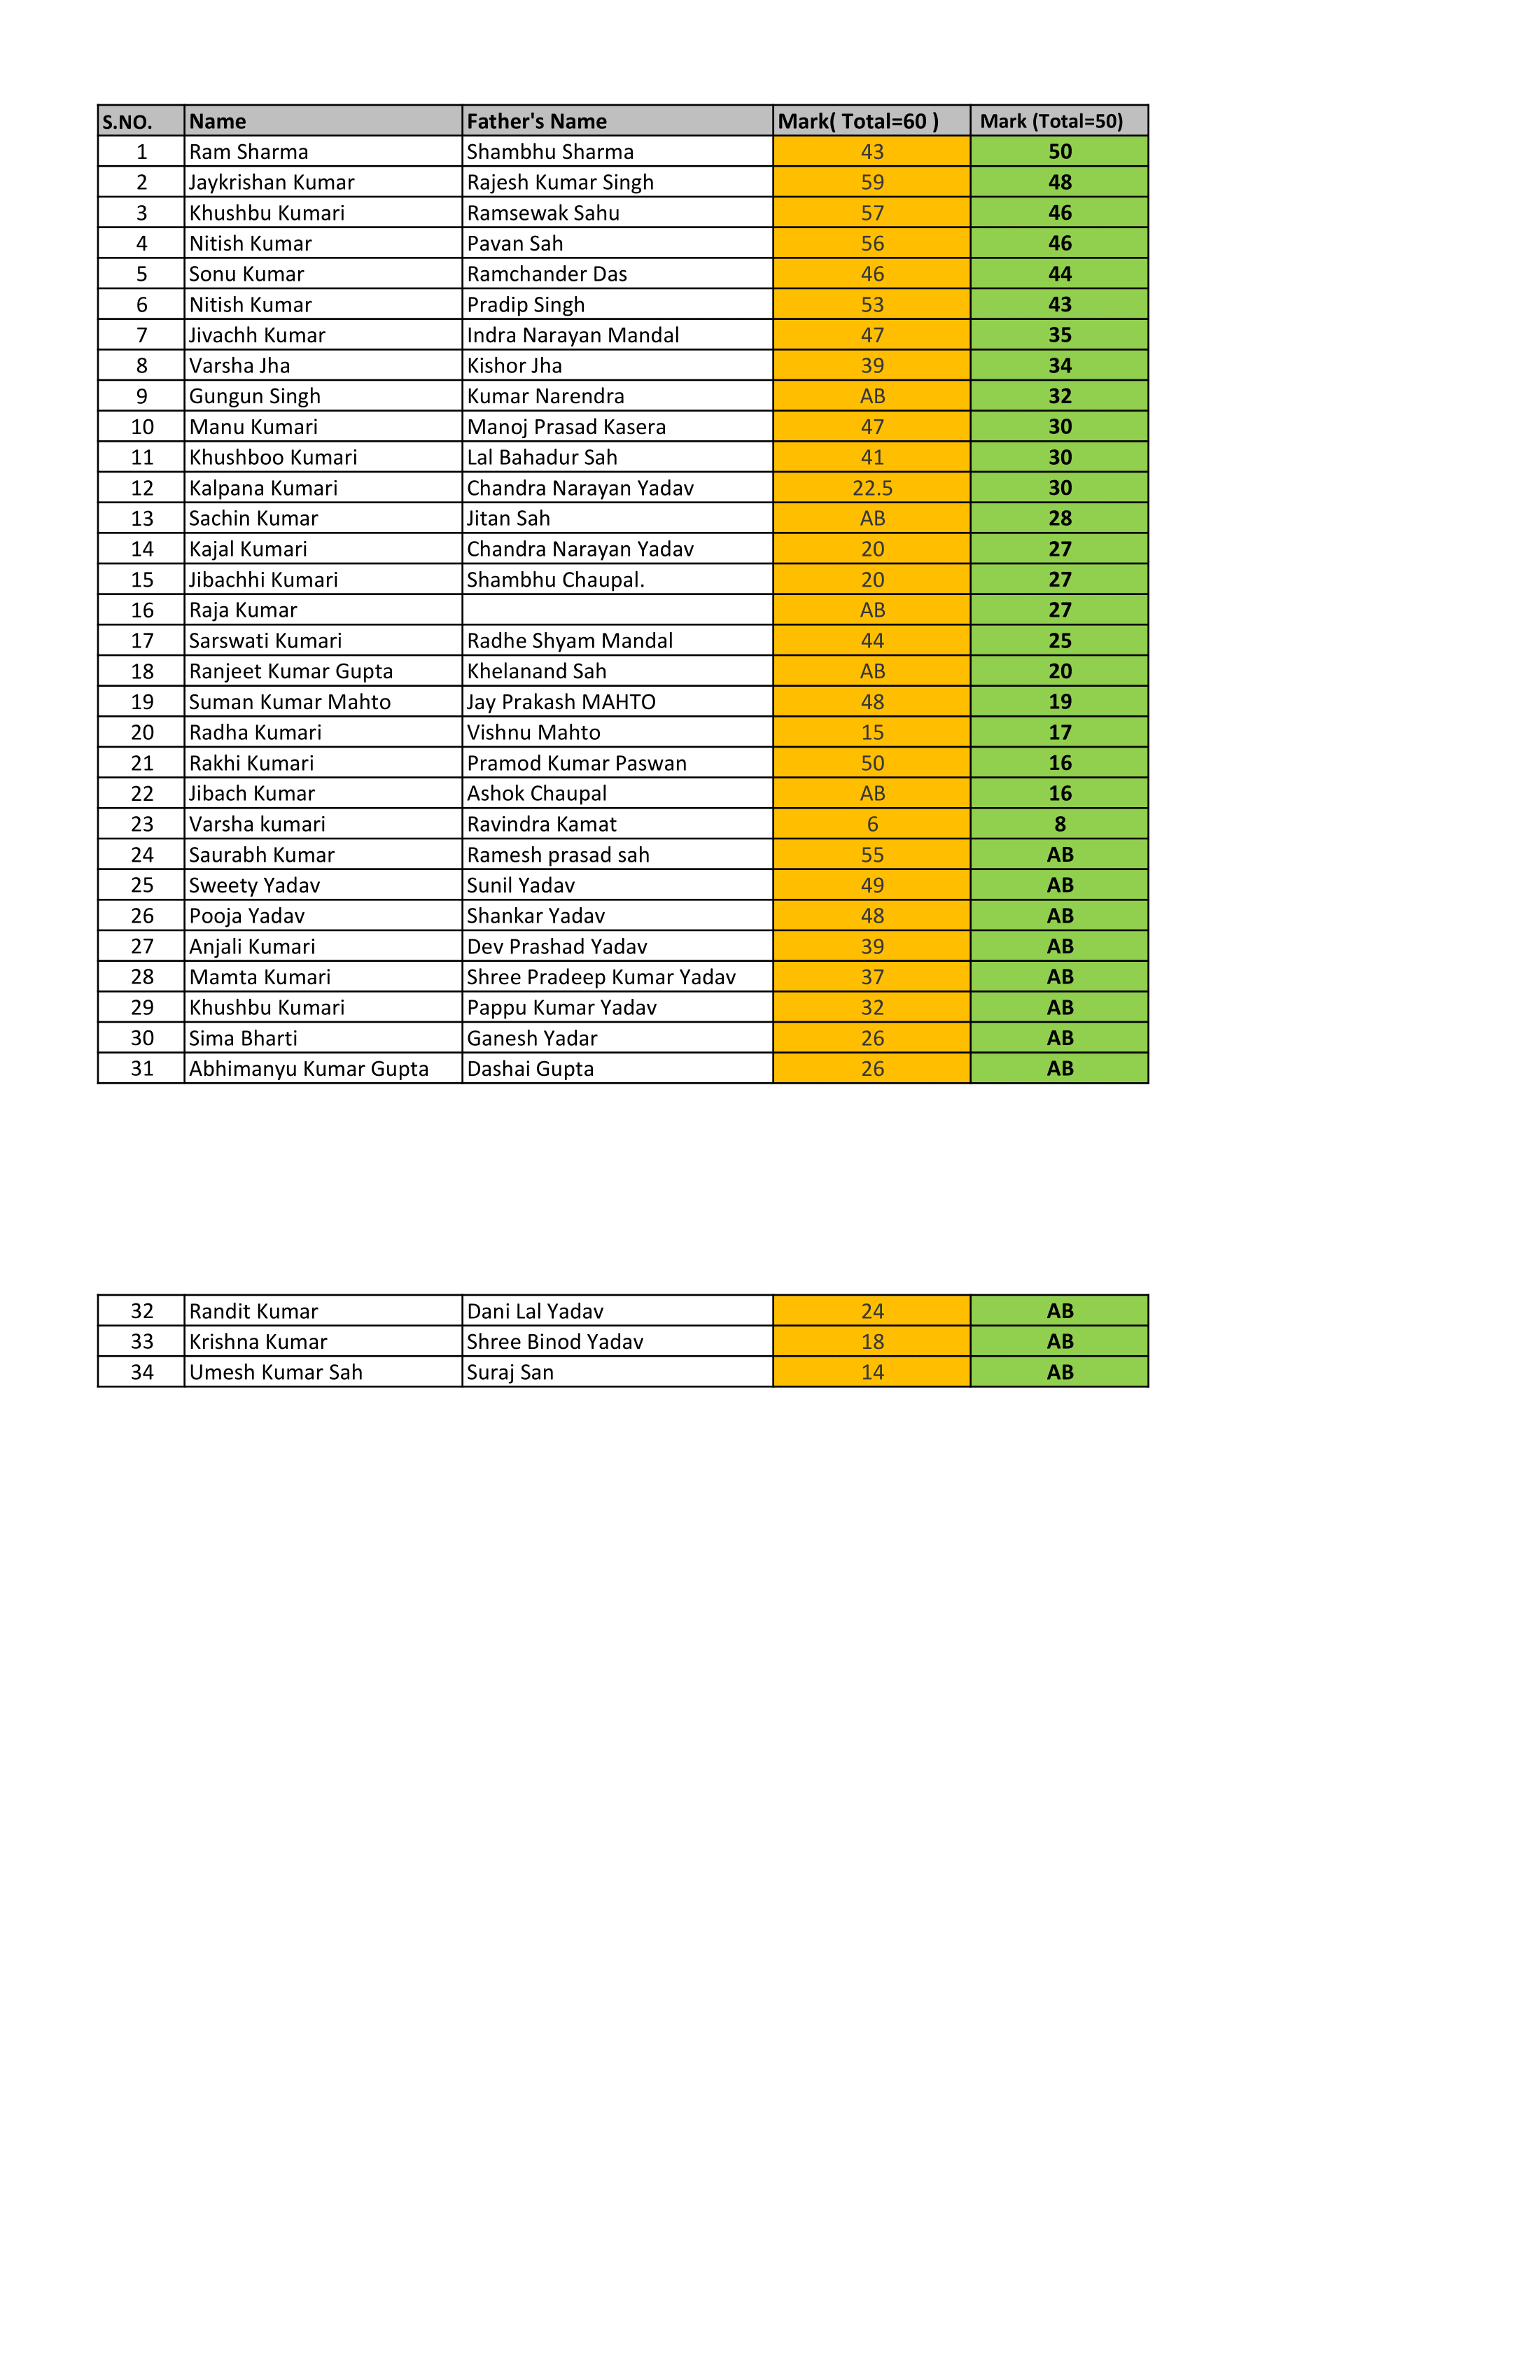 S.NO. Name Father's Name Mark( Total=60 ) Mark (Total=50)
1 Ram Sharma Shambhu Sharma 43 50
2 Jaykrishan Kumar Rajesh Kumar Singh 59 48
3 Khushbu Kumari Ramsewak Sahu 57 46
4 Nitish Kumar Pavan Sah 56 46
5 Sonu Kumar Ramchander Das 46 44
6 Nitish Kumar Pradip Singh 53 43
7 Jivachh Kumar Indra Narayan Mandal 47 35
8 Varsha Jha Kishor Jha 39 34
9 Gungun Singh Kumar Narendra AB 32
10 Manu Kumari Manoj Prasad Kasera 47 30
11 Khushboo Kumari Lal Bahadur Sah 41 30
12 Kalpana Kumari Chandra Narayan Yadav 22.5 30
13 Sachin Kumar Jitan Sah AB 28
14 Kajal Kumari Chandra Narayan Yadav 20 27
15 Jibachhi Kumari Shambhu Chaupal. 20 27
16 Raja Kumar AB 27
17 Sarswati Kumari Radhe Shyam Mandal 44 25
18 Ranjeet Kumar Gupta Khelanand Sah AB 20
19 Suman Kumar Mahto Jay Prakash MAHTO 48 19
20 Radha Kumari Vishnu Mahto 15 17
21 Rakhi Kumari Pramod Kumar Paswan 50 16
22 Jibach Kumar Ashok Chaupal AB 16
23 Varsha kumari Ravindra Kamat 6 8
24 Saurabh Kumar Ramesh prasad sah 55 AB
25 Sweety Yadav Sunil Yadav 49 AB
26 Pooja Yadav Shankar Yadav 48 AB
27 Anjali Kumari Dev Prashad Yadav 39 AB
28 Mamta Kumari Shree Pradeep Kumar Yadav 37 AB
29 Khushbu Kumari Pappu Kumar Yadav 32 AB
30 Sima Bharti Ganesh Yadar 26 AB
31 Abhimanyu Kumar Gupta Dashai Gupta 26 AB
32 Randit Kumar Dani Lal Yadav 24 AB
33 Krishna Kumar Shree Binod Yadav 18 AB
34 Umesh Kumar Sah Suraj San 14 AB